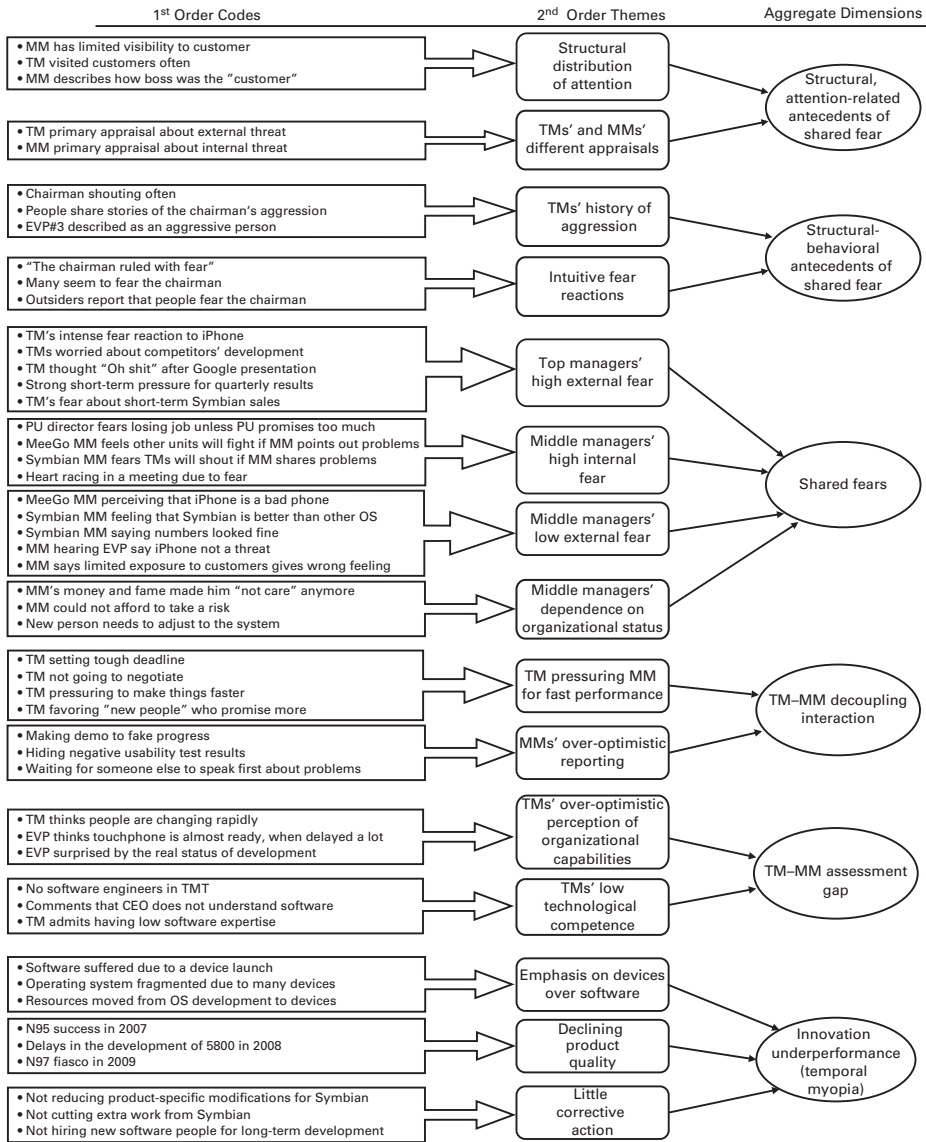 1st Order Codes
2nd Order Themes
Aggregate Dimensions
• MM has limited visibility to customer
• TM visited customers often
• MM describes how boss was the “customer”
Structural
distribution
of attention
• TM primary appraisal about external threat
• MM primary appraisal about internal threat
TMs’ and MMs’
different appraisals
Structural,
attention-related
antecedents of
shared fear
• Chairman shouting often
• People share stories of the chairman’s aggression
• EVP#3 described as an aggressive person
TMs’ history of
aggression
• “The chairman ruled with fear”
• Many seem to fear the chairman
• Outsiders report that people fear the chairman
Intuitive fear
reactions
Structural-
behavioral
antecedents of
shared fear
• TM’s intense fear reaction to iPhone
• TMs worried about competitors’ development
• TM thought “Oh shit” after Google presentation
• Strong short-term pressure for quarterly results
• TM’s fear about short-term Symbian sales
Top managers’
high external fear
• PU director fears losing job unless PU promises too much
• MeeGo MM feels other units will fight if MM points out problems
• Symbian MM fears TMs will shout if MM shares problems
• Heart racing in a meeting due to fear
Middle managers’
high internal
fear
• MeeGo MM perceiving that iPhone is a bad phone
• Symbian MM feeling that Symbian is better than other OS
• Symbian MM saying numbers looked fine
• MM hearing EVP say iPhone not a threat
• MM says limited exposure to customers gives wrong feeling
Middle managers’
low external fear
• MM’s money and fame made him “not care” anymore
• MM could not afford to take a risk
• New person needs to adjust to the system
Middle managers’
dependence on
organizational status
Shared fears
• TM setting tough deadline
• TM not going to negotiate
• TM pressuring to make things faster
• TM favoring “new people” who promise more
TM pressuring MM
for fast performance
• Making demo to fake progress
• Hiding negative usability test results
• Waiting for someone else to speak first about problems
MMs’ over-optimistic
reporting
TM–MM decoupling
interaction
• TM thinks people are changing rapidly
• EVP thinks touchphone is almost ready, when delayed a lot
• EVP surprised by the real status of development
TMs’ over-optimistic
perception of
organizational
capabilities
• No software engineers in TMT
• Comments that CEO does not understand software
• TM admits having low software expertise
TMs’ low
technological
competence
TM–MM assessment
gap
• Software suffered due to a device launch
• Operating system fragmented due to many devices
• Resources moved from OS development to devices
Emphasis on devices
over software
• N95 success in 2007
• Delays in the development of 5800 in 2008
• N97 fiasco in 2009
Declining
product
quality
• Not reducing product-specific modifications for Symbian
• Not cutting extra work from Symbian
• Not hiring new software people for long-term development
Little
corrective
action
Innovation
underperformance
(temporal
myopia)